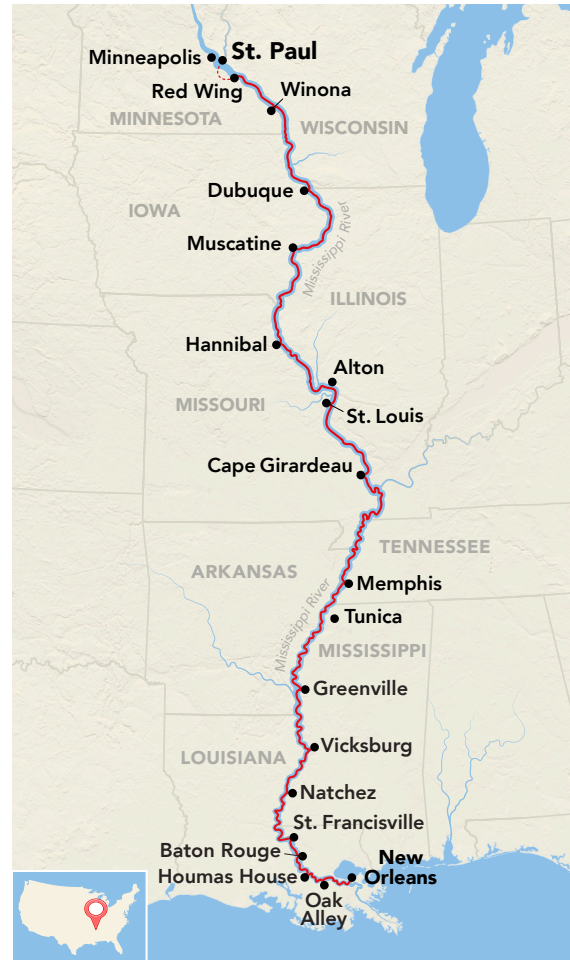 Minneapolis
St. Paul
Red Wing
Winona
MINNESOTA
WISCONSIN
Dubuque
IOWA
Mississippi River
Muscatine
ILLINOIS
Hannibal
Alton
MISSOURI
St. Louis
Cape Girardeau
TENNESSEE
ARKANSAS
Memphis
Mississippi River
Tunica
MISSISSIPPI
Greenville
Vicksburg
LOUISIANA
Natchez
St. Francisville
Baton Rouge
New
Orleans
Houmas House
Oak
Alley